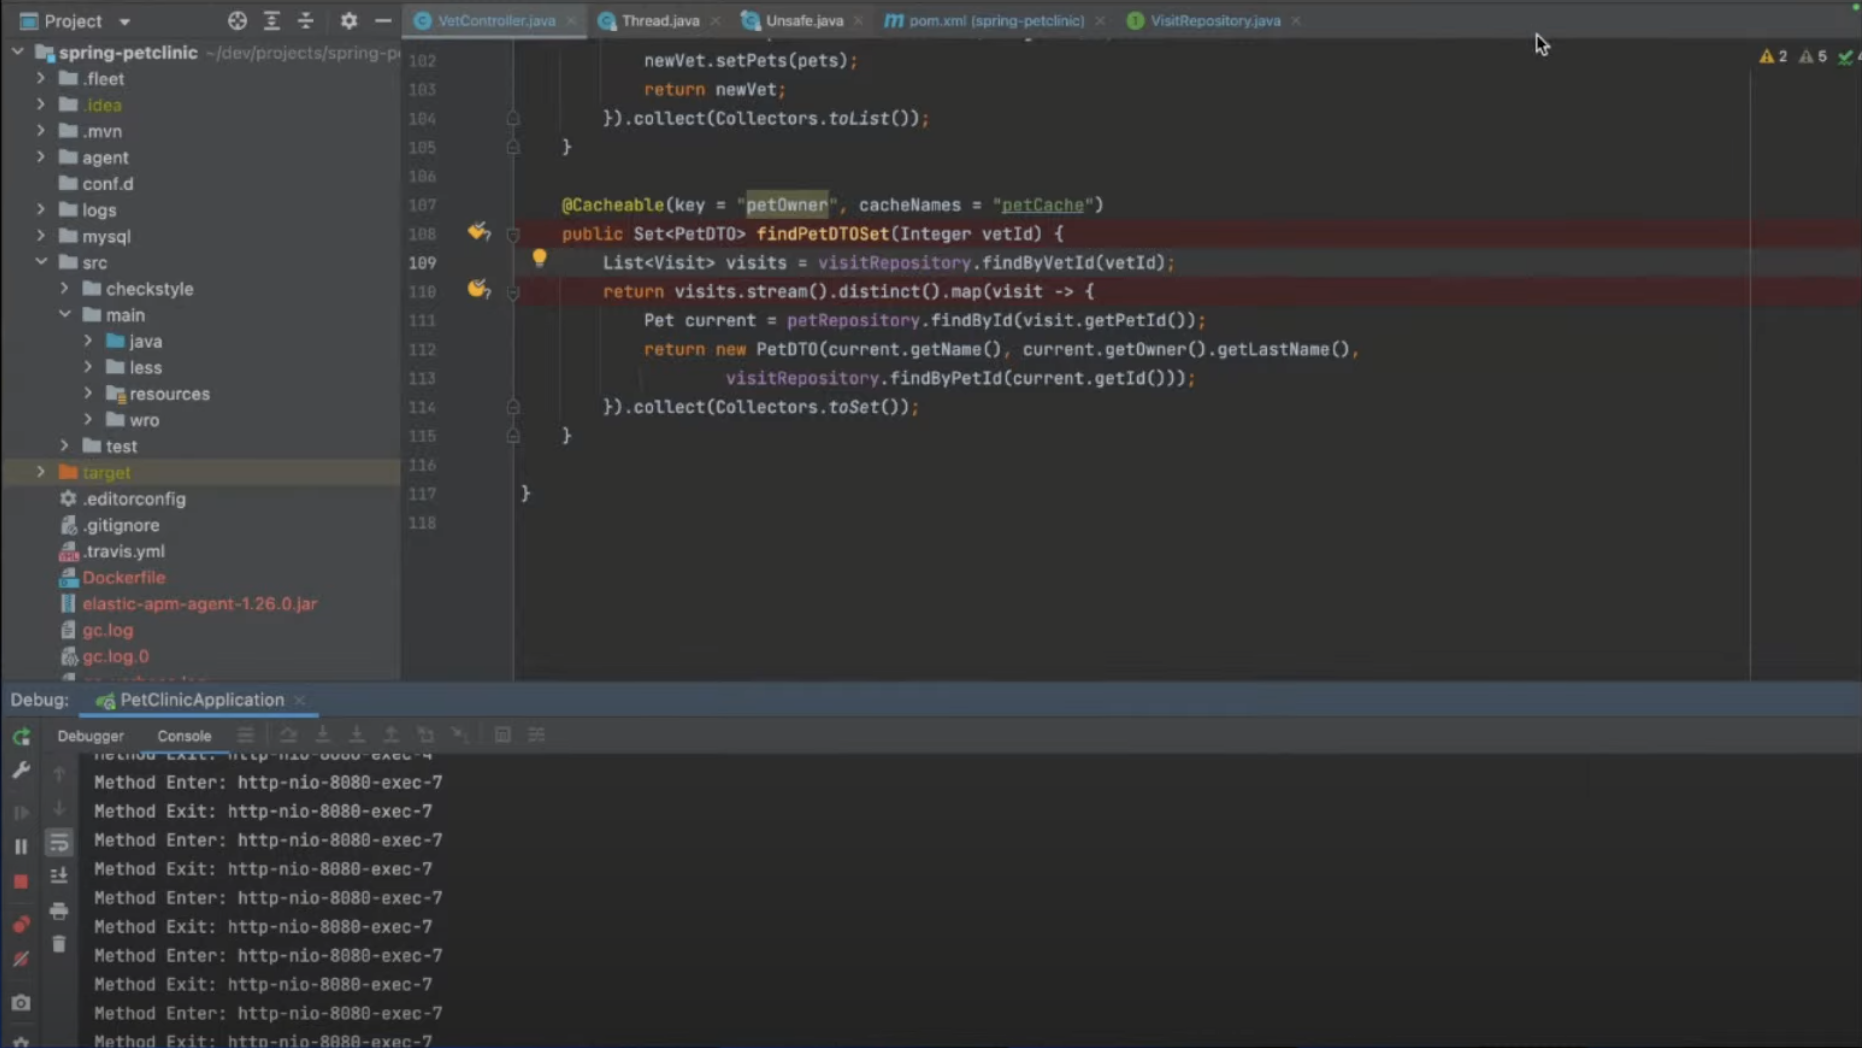 Project
VetController.java
Thread.java
Unsafe.java
pom.xml (spring-petclinic)
VisitRepository.java
spring-petclinic ~/dev/projects/spring-p
.fleet
.idea
.mvn
agent
conf.d
logs
mysql
src
checkstyle
main
java
less
resources
wro
test
target
.editorconfig
.gitignore
.travis.yml
Dockerfile
elastic-apm-agent-1.26.0.jar
gc.log
gc.log.0
2 5 4
102 newVet.setPets(pets);
103 return newVet;
104 }).collect(Collectors.toList());
105 }
106
107 @Cacheable(key = "petOwner", cacheNames = "petCache")
108 public Set<PetDTO> findPetDTOSet(Integer vetId) {
109 List<Visit> visits = visitRepository.findByVetId(vetId);
110 return visits.stream().distinct().map(visit -> {
111 Pet current = petRepository.findById(visit.getPetId());
112 return new PetDTO(current.getName(), current.getOwner().getLastName(),
113 visitRepository.findByPetId(current.getId()));
114 }).collect(Collectors.toSet());
115 }
116
117 }
118
Debug: PetClinicApplication
Debugger Console
Method Exit: http-nio-8080-exec-4
Method Enter: http-nio-8080-exec-7
Method Exit: http-nio-8080-exec-7
Method Enter: http-nio-8080-exec-7
Method Exit: http-nio-8080-exec-7
Method Enter: http-nio-8080-exec-7
Method Exit: http-nio-8080-exec-7
Method Enter: http-nio-8080-exec-7
Method Exit: http-nio-8080-exec-7
Method Enter: http-nio-8080-exec-7
Method Exit: http-nio-8080-exec-7